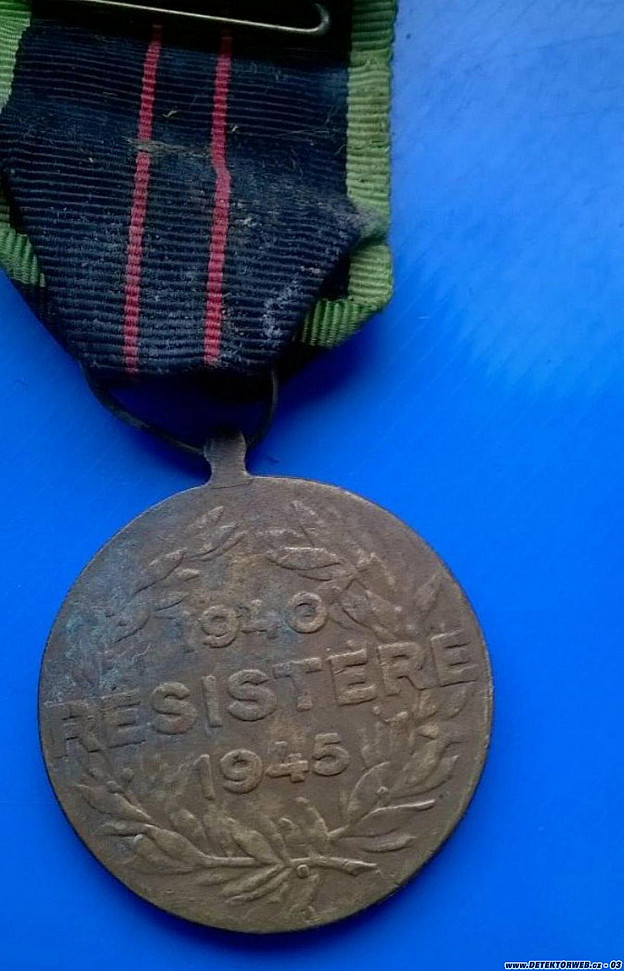 1940
RESISTERE
1945
www.DETEKTORWEB.cz - 03